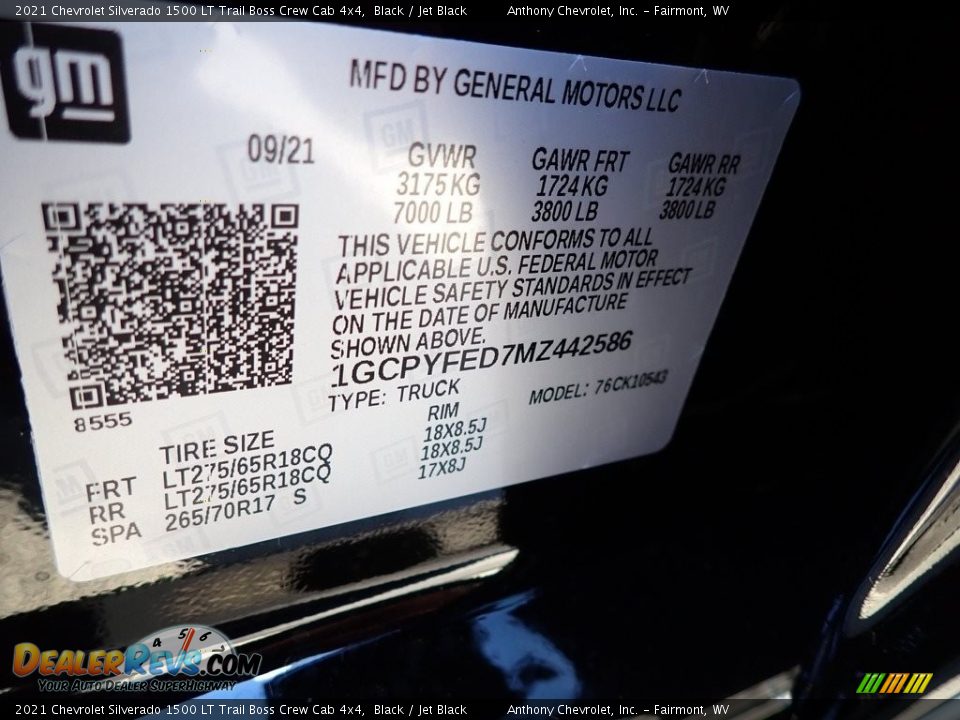 2021 Chevrolet Silverado 1500 LT Trail Boss Crew Cab 4x4, Black / Jet Black Anthony Chevrolet, Inc. - Fairmont, WV
gm
MFD BY GENERAL MOTORS LLC
09/21
GVWR GAWR FRT GAWR RR
3175 KG 1724 KG 1724 KG
7000 LB 3800 LB 3800 LB
THIS VEHICLE CONFORMS TO ALL
APPLICABLE U.S. FEDERAL MOTOR
VEHICLE SAFETY STANDARDS IN EFFECT
ON THE DATE OF MANUFACTURE
SHOWN ABOVE.
1GCPYFED7MZ442586
TYPE: TRUCK MODEL: 76CK10543
8555
TIRE SIZE RIM
FRT LT275/65R18CQ 18X8.5J
RR LT275/65R18CQ 18X8.5J
SPA 265/70R17 S 17X8J
4 5 6
DEALERREVS.COM
Your Auto Dealer SuperHighway
2021 Chevrolet Silverado 1500 LT Trail Boss Crew Cab 4x4, Black / Jet Black Anthony Chevrolet, Inc. - Fairmont, WV